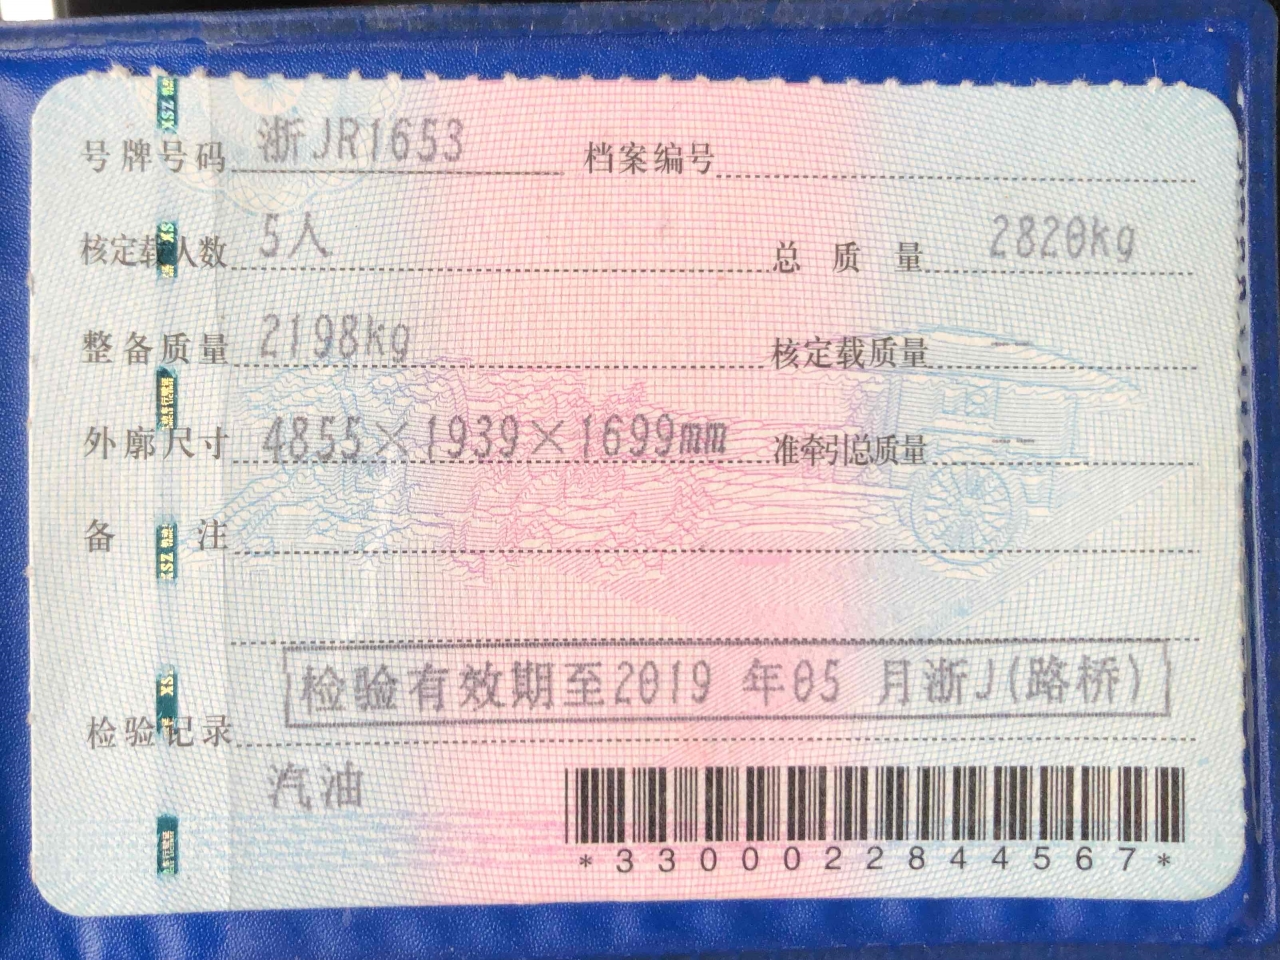 号牌号码 浙JR1653 档案编号
核定载人数 5人 总质量 2820kg
整备质量 2198kg 核定载质量 --
外廓尺寸 4855×1939×1699mm 准牵引总质量 --
备注
检验有效期至2019 年05 月浙J(路桥)
检验记录
汽油
*3300022844567*